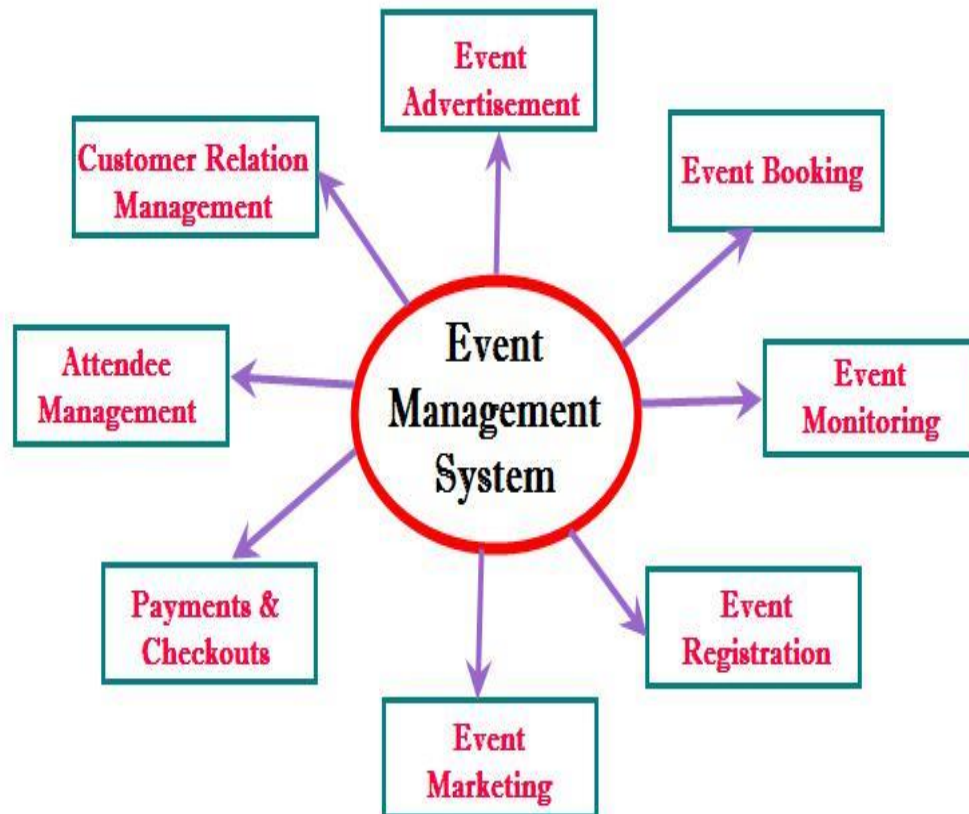 Event
Advertisement
Customer Relation
Management
Event Booking
Attendee
Management
Event
Management
System
Event
Monitoring
Payments &
Checkouts
Event
Registration
Event
Marketing